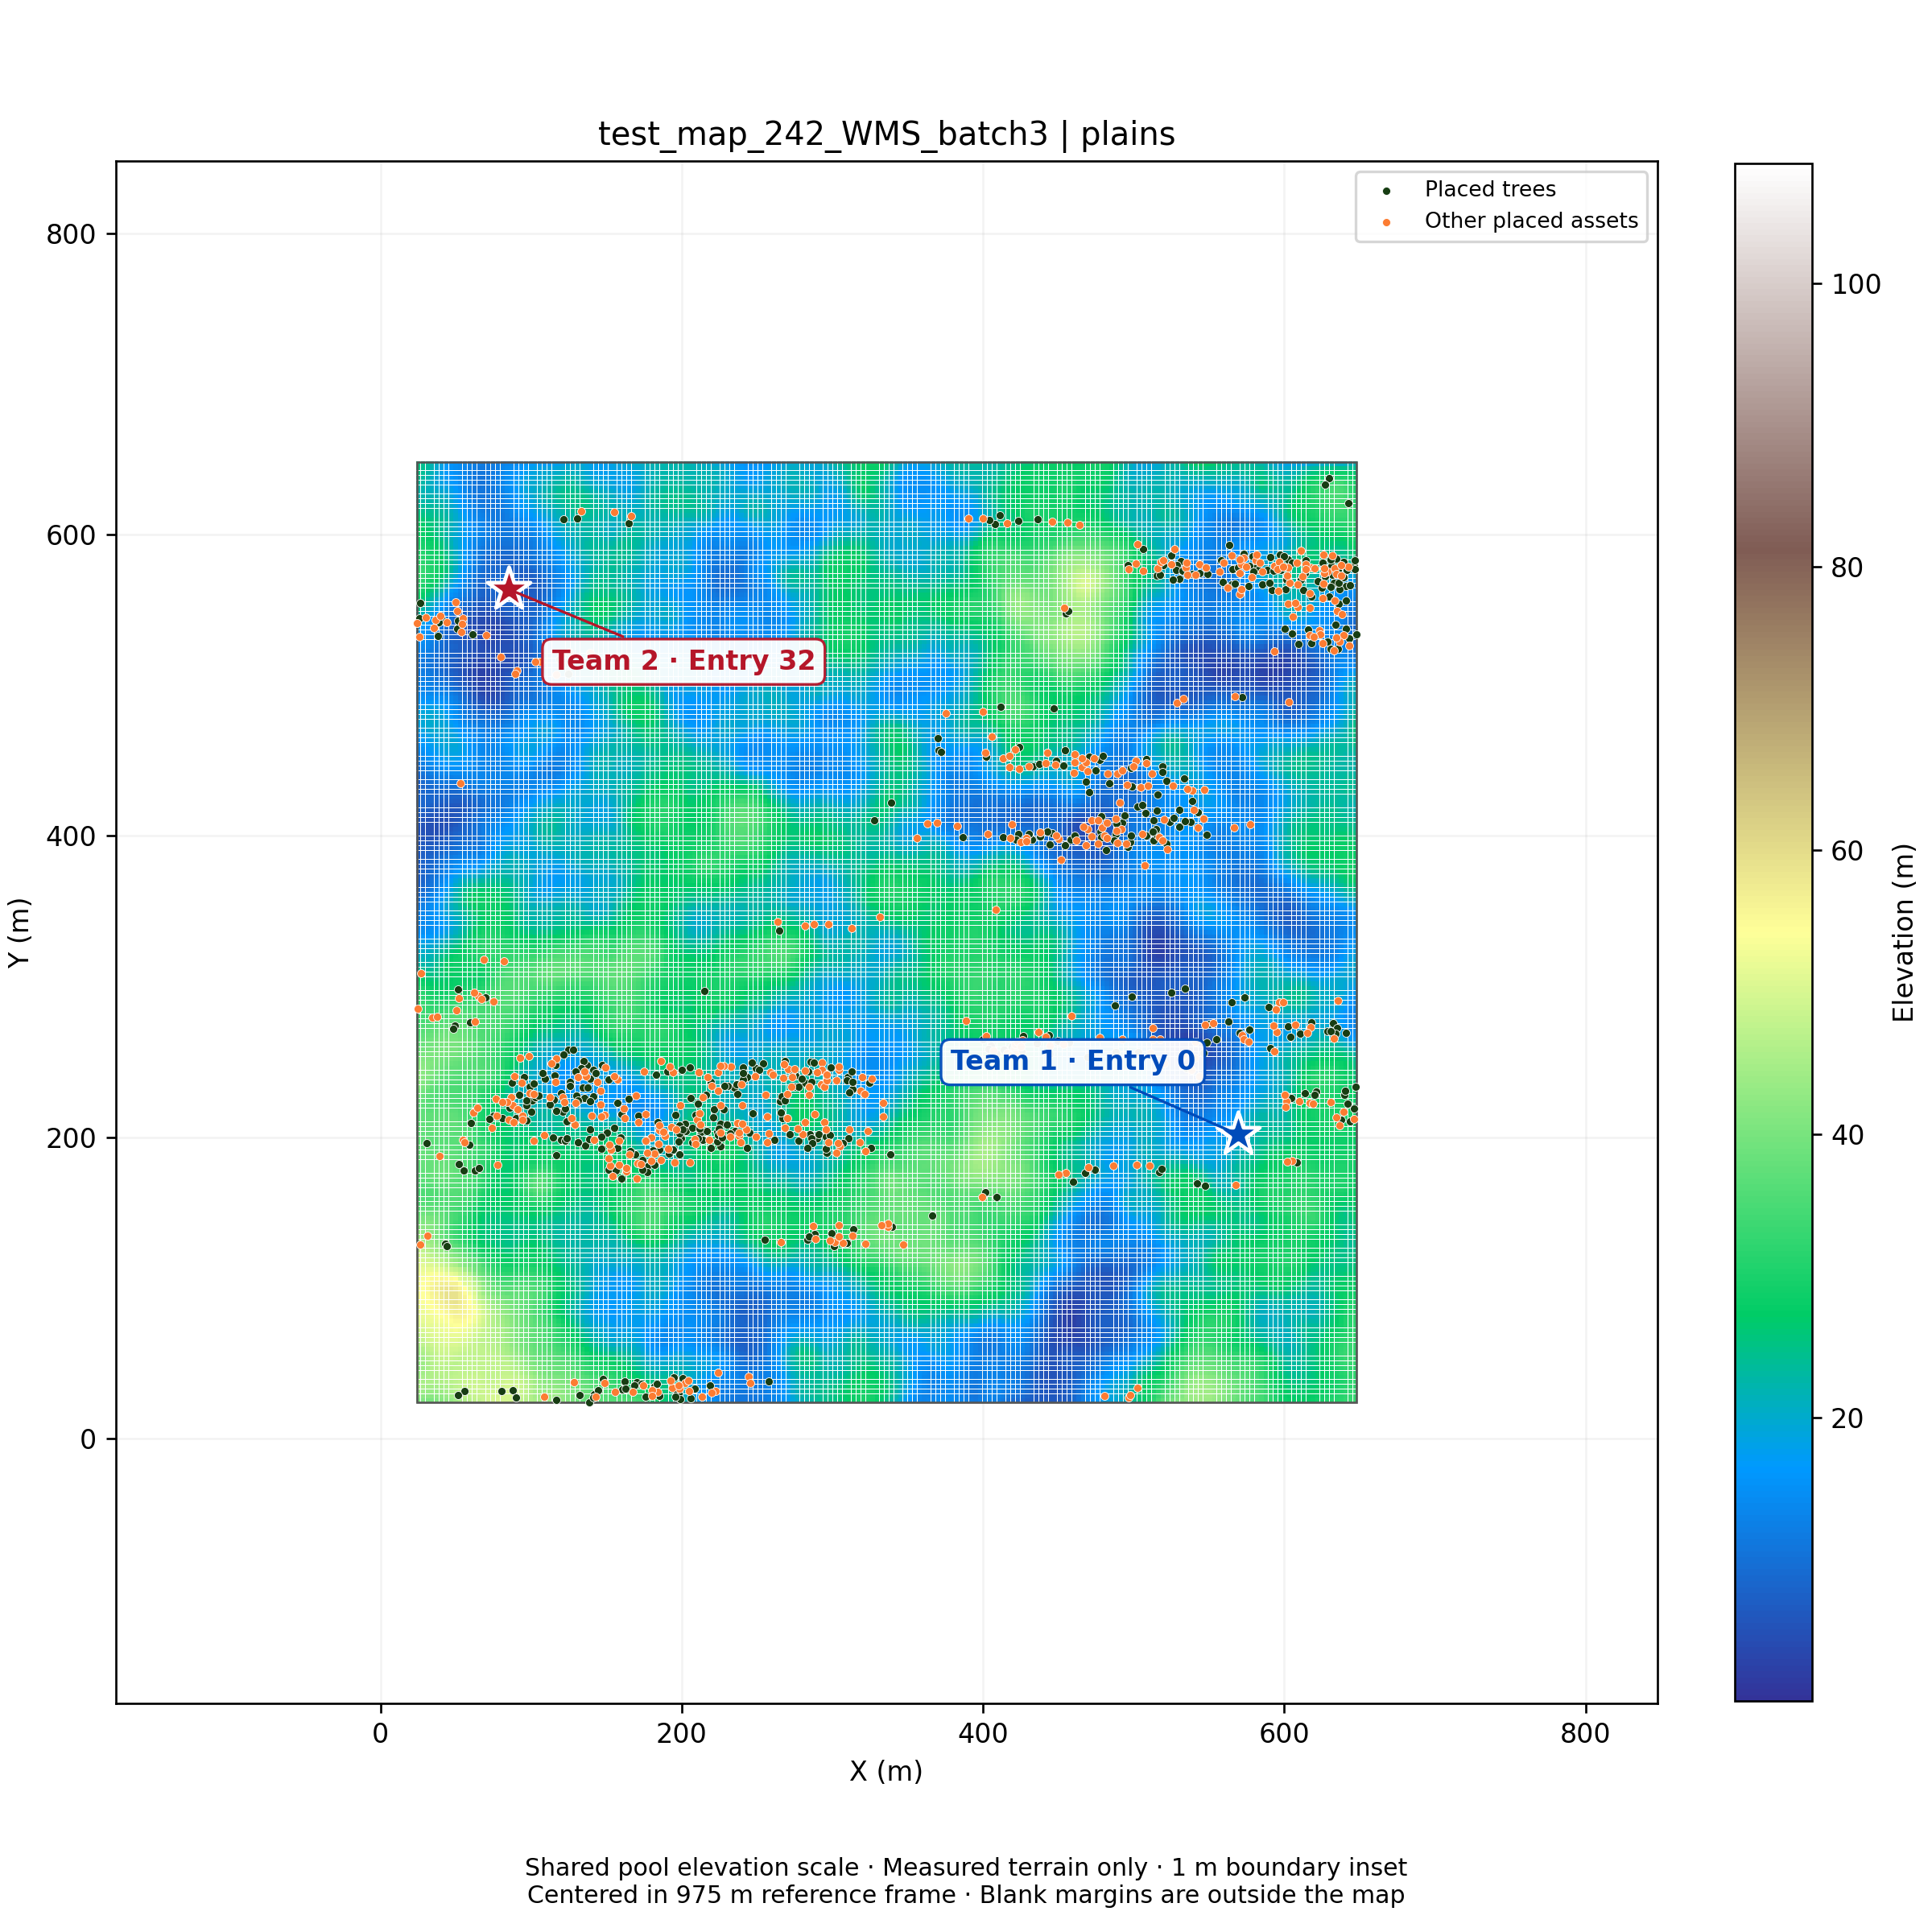 test_map_242_WMS_batch3 | plains
Placed trees
Other placed assets
800
600
400
200
0
Y (m)
0
200
400
600
800
X (m)
Team 2 · Entry 32
Team 1 · Entry 0
100
80
60
40
20
Elevation (m)
Shared pool elevation scale · Measured terrain only · 1 m boundary inset
Centered in 975 m reference frame · Blank margins are outside the map